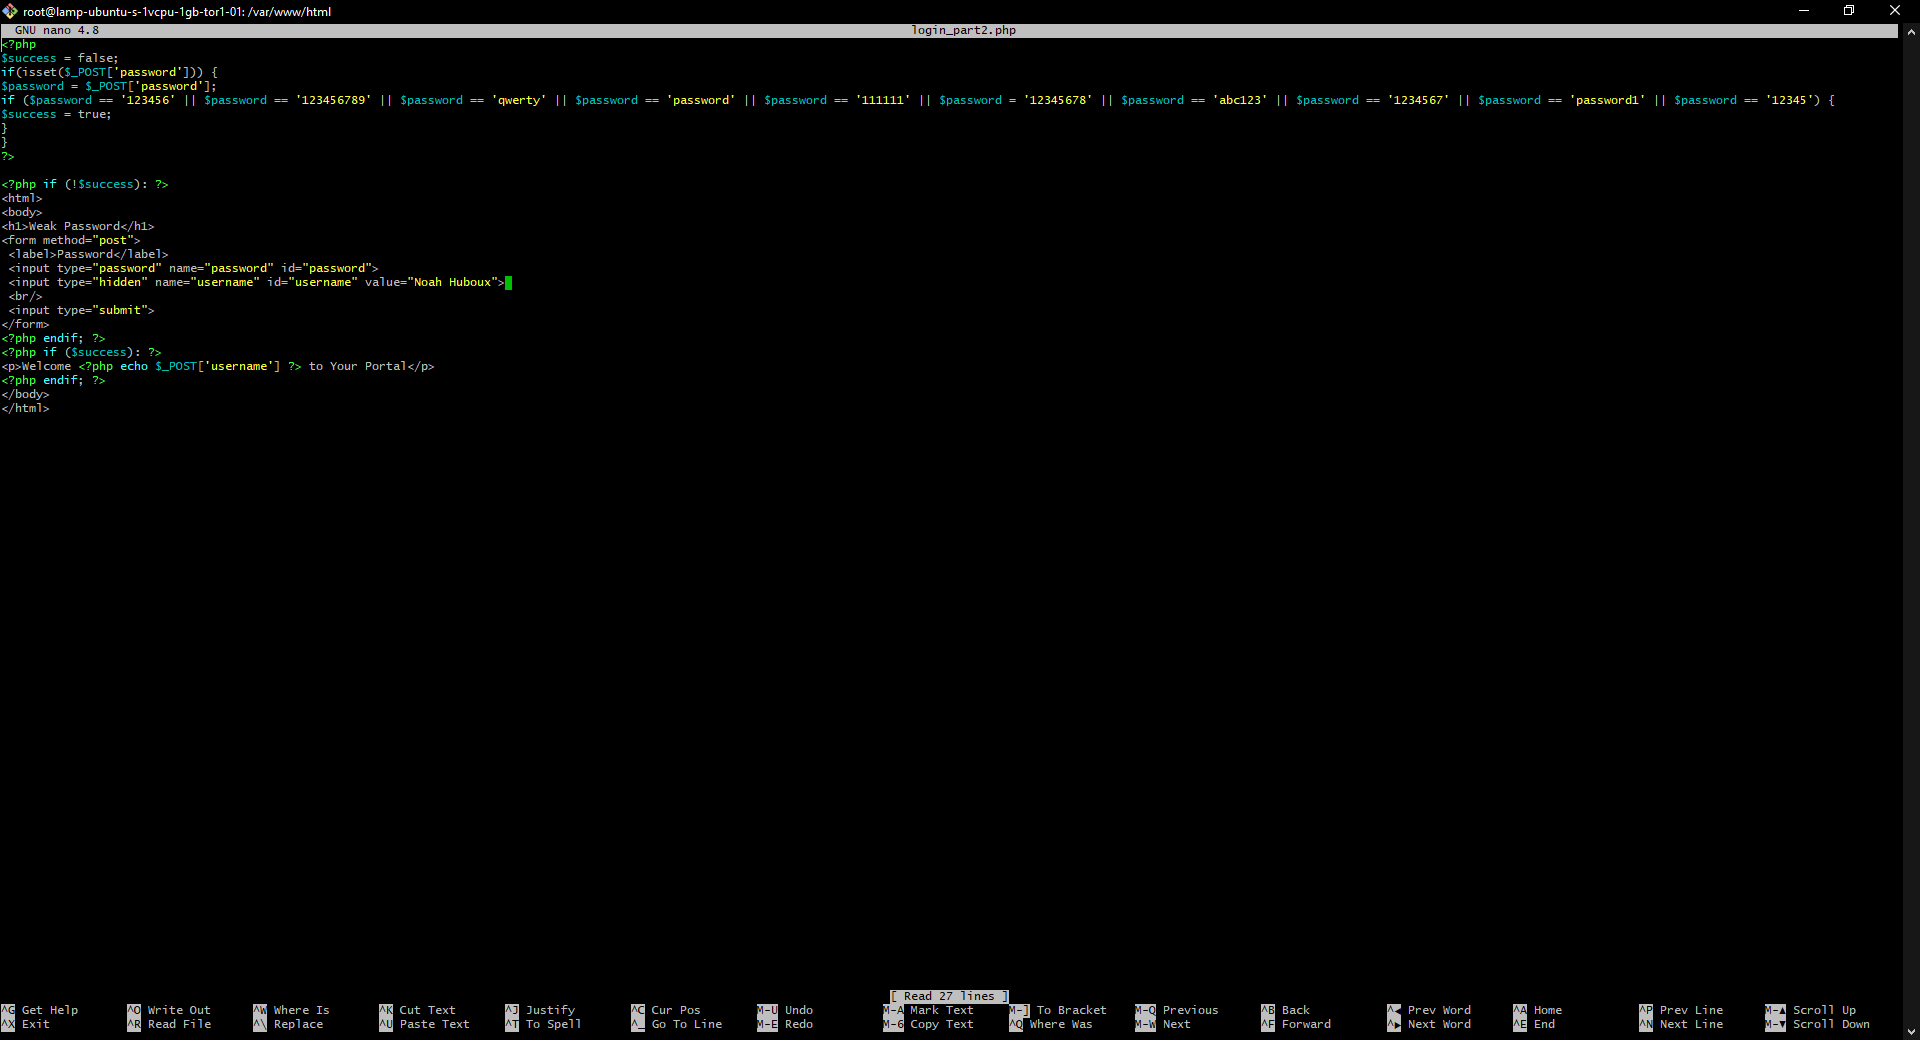 root@lamp-ubuntu-s-1vcpu-1gb-tor1-01: /var/www/html
GNU nano 4.8 login_part2.php
<?php
$success = false;
if(isset($_POST['password'])) {
$password = $_POST['password'];
if ($password == '123456' || $password == '123456789' || $password == 'qwerty' || $password == 'password' || $password == '111111' || $password = '12345678' || $password == 'abc123' || $password == '1234567' || $password == 'password1' || $password == '12345') {
$success = true;
}
}
?>
<?php if (!$success): ?>
<html>
<body>
<h1>Weak Password</h1>
<form method="post">
<label>Password</label>
<input type="password" name="password" id="password">
<input type="hidden" name="username" id="username" value="Noah Huboux">
<br/>
<input type="submit">
</form>
<?php endif; ?>
<?php if ($success): ?>
<p>Welcome <?php echo $_POST['username'] ?> to Your Portal</p>
<?php endif; ?>
</body>
</html>
[ Read 27 lines ]
^G Get Help ^O Write Out ^W Where Is ^K Cut Text ^J Justify ^C Cur Pos M-U Undo M-A Mark Text M-] To Bracket M-Q Previous ^B Back ^◂ Prev Word ^A Home ^P Prev Line M-▲ Scroll Up
^X Exit ^R Read File ^\ Replace ^U Paste Text ^T To Spell ^_ Go To Line M-E Redo M-6 Copy Text ^Q Where Was M-W Next ^F Forward ^▸ Next Word ^E End ^N Next Line M-▼ Scroll Down